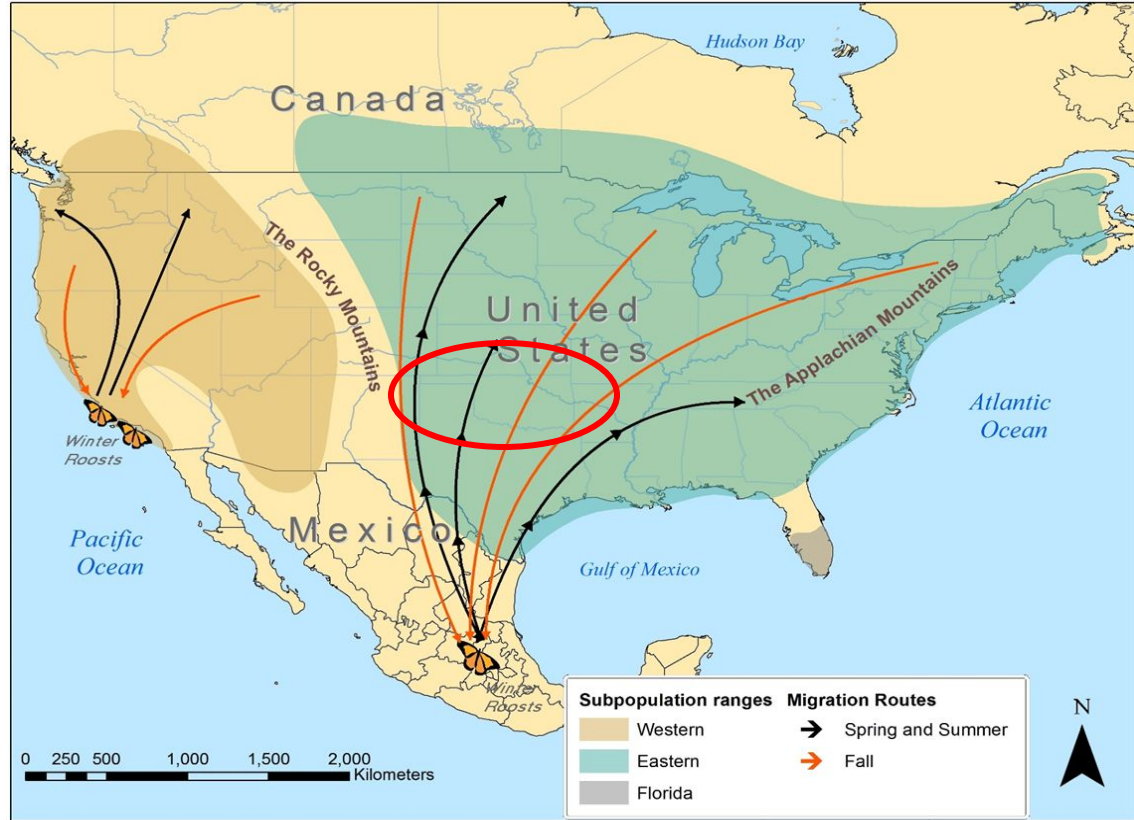 Hudson Bay
Canada
The Rocky Mountains
United
States
The Applachian Mountains
Atlantic
Ocean
Winter
Roosts
Mexico
Pacific
Ocean
Gulf of Mexico
Winter
Roosts
Subpopulation ranges
Western
Eastern
Florida
Migration Routes
Spring and Summer
Fall
N
0 250 500 1,000 1,500 2,000
Kilometers